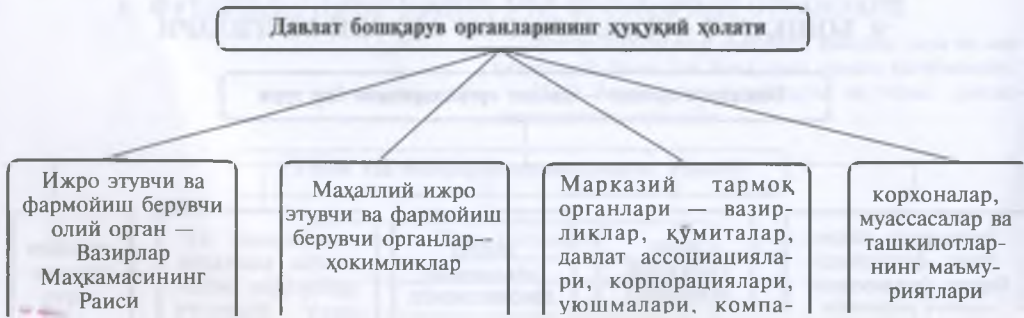 Давлат бошқарув органларининг ҳуқуқий ҳолати
Ижро этувчи ва
фармойиш берувчи
олий орган —
Вазирлар
Маҳкамасининг
Раиси
Маҳаллий ижро
этувчи ва фармойиш
берувчи органлар—
ҳокимликлар
Марказий тармоқ
органлари — вазир-
ликлар, қўмиталар,
давлат ассоциацияла-
ри, корпорациялари,
уюшмалари, компа-
корхоналар,
муассасалар ва
ташкилотлар-
нинг маъму-
риятлари